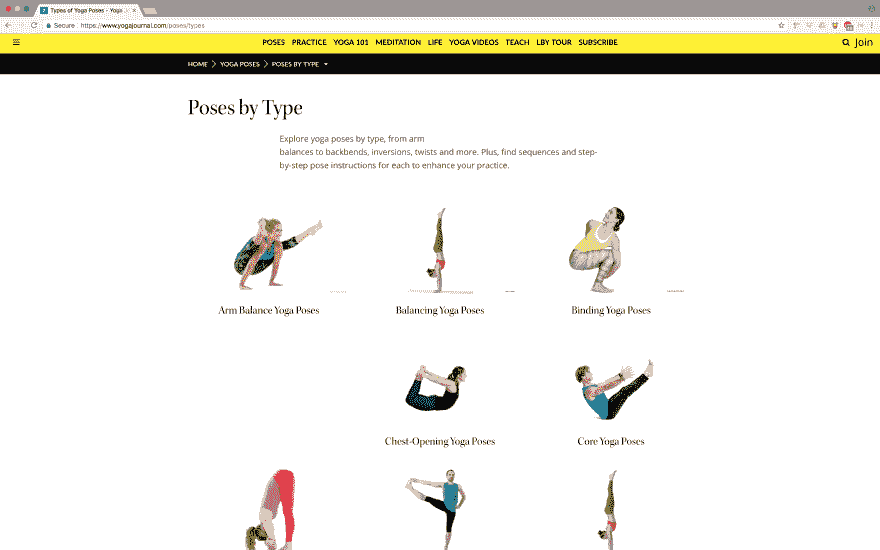 Types of Yoga Poses - Yoga
Secure https://www.yogajournal.com/poses/types
POSES PRACTICE YOGA 101 MEDITATION LIFE YOGA VIDEOS TEACH LBY TOUR SUBSCRIBE Join
HOME YOGA POSES POSES BY TYPE
Poses by Type
Explore yoga poses by type, from arm
balances to backbends, inversions, twists and more. Plus, find sequences and step-
by-step pose instructions for each to enhance your practice.
Arm Balance Yoga Poses Balancing Yoga Poses Binding Yoga Poses
Chest-Opening Yoga Poses Core Yoga Poses